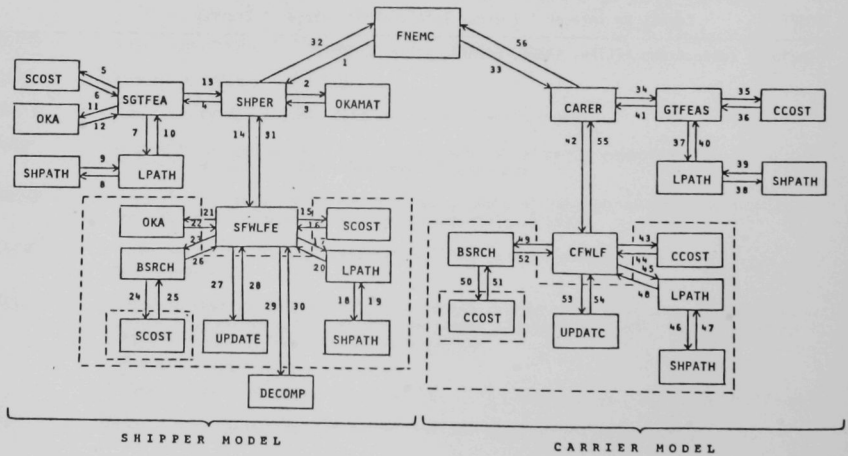 FNEMC
32
1
56
33
SCOST
5
6
SGTFEA
13
4
SHPER
2
3
OKAMAT
OKA
11
12
7
10
SHPATH
9
8
LPATH
14
31
CARER
34
41
GTFEAS
35
36
CCOST
42
55
37
40
LPATH
39
38
SHPATH
OKA
21
22
SFWLFE
15
16
SCOST
BSRCH
23
26
17
20
LPATH
24
25
27
28
29
30
18
19
SCOST
UPDATE
SHPATH
DECOMP
BSRCH
49
52
CFWLF
43
44
CCOST
45
48
LPATH
50
51
53
54
46
47
CCOST
UPDATC
SHPATH
SHIPPER MODEL
CARRIER MODEL